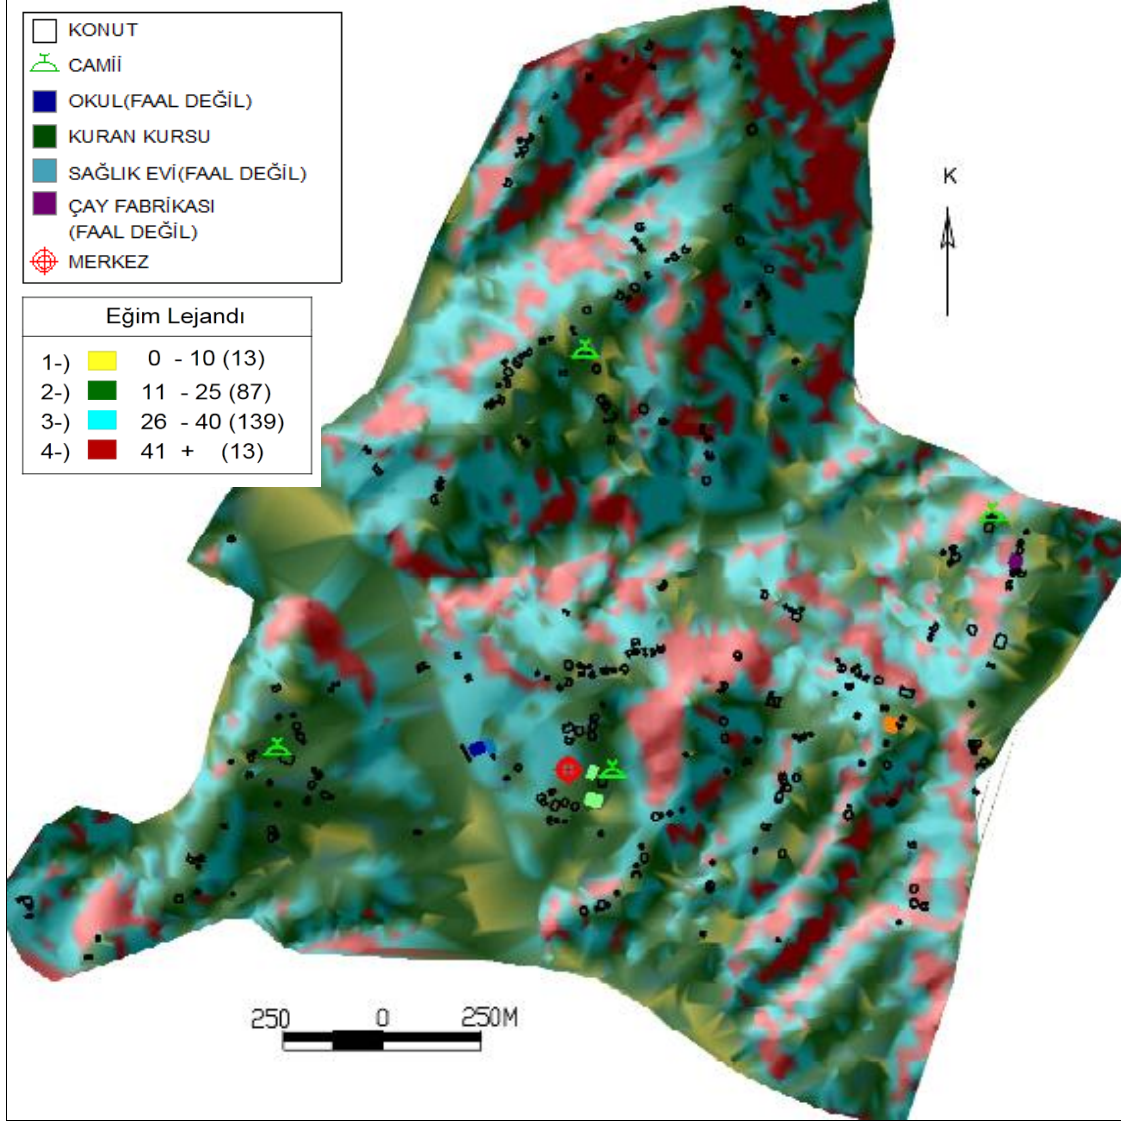 KONUT
CAMİİ
OKUL(FAAL DEĞİL)
KURAN KURSU
SAĞLIK EVİ(FAAL DEĞİL)
ÇAY FABRİKASI
(FAAL DEĞİL)
MERKEZ
K
Eğim Lejandı
1-) 0 - 10 (13)
2-) 11 - 25 (87)
3-) 26 - 40 (139)
4-) 41 + (13)
250 0 250M